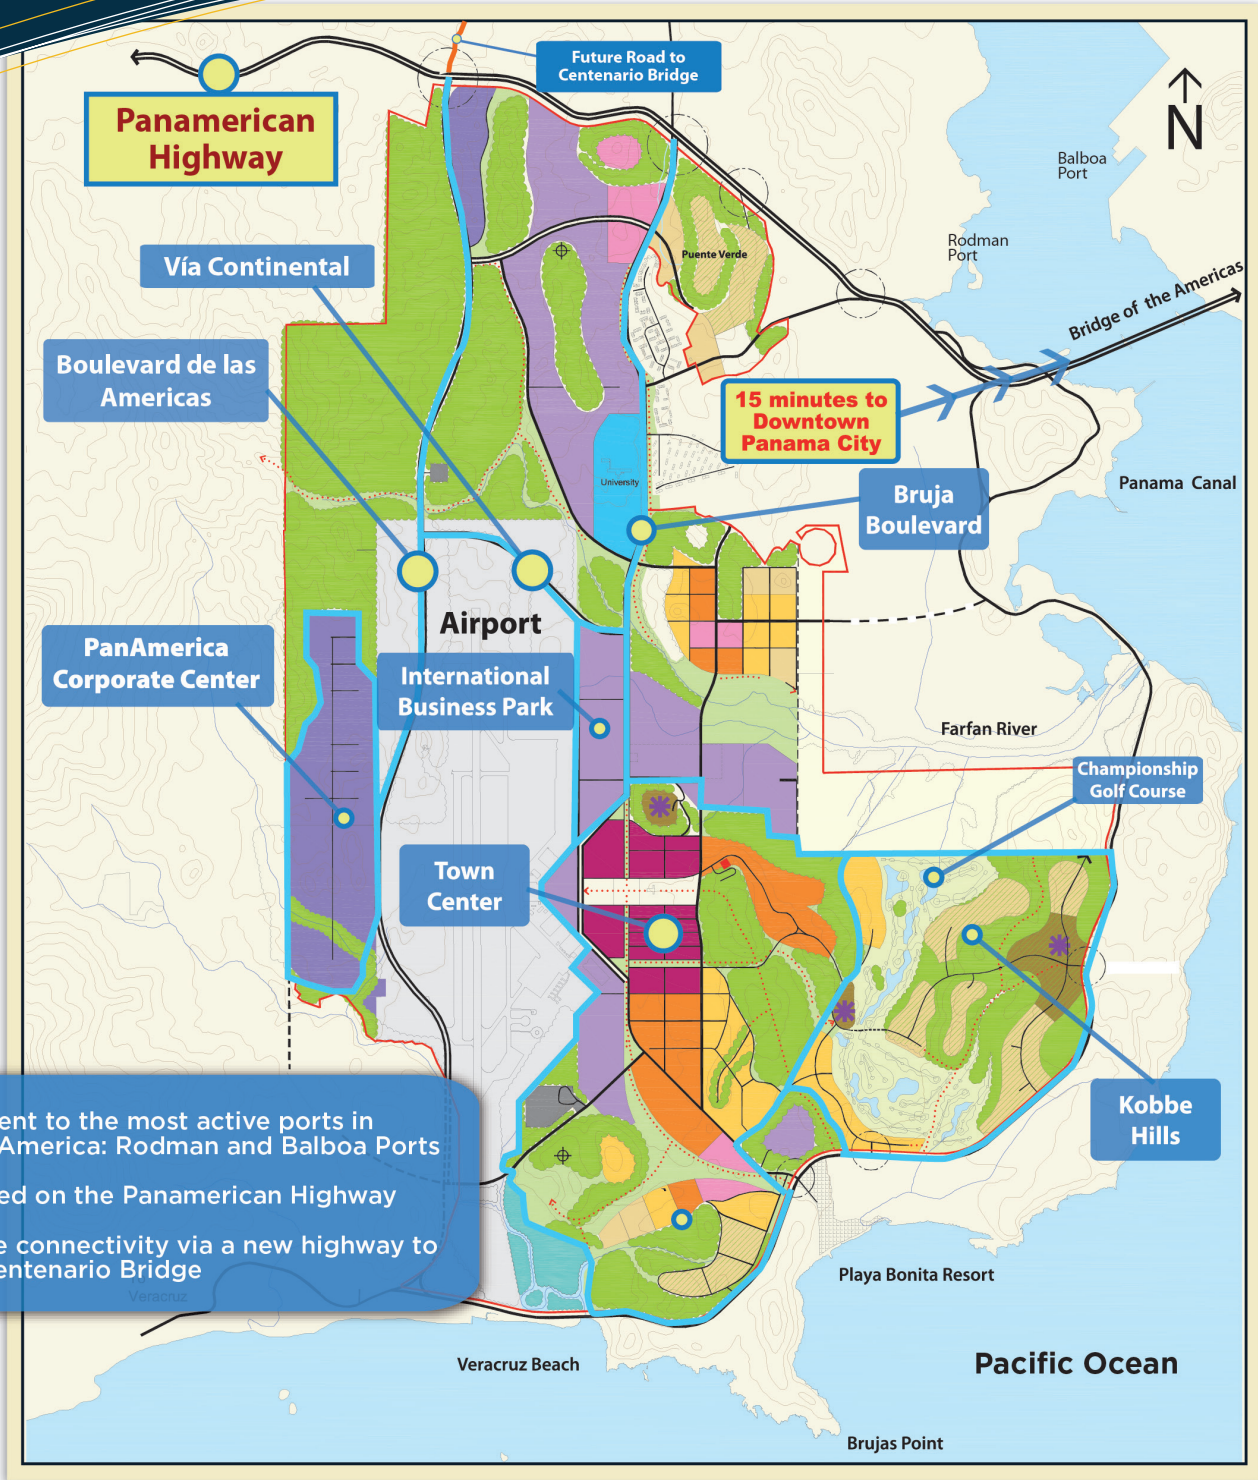 Future Road to
Centenario Bridge
N
Panamerican
Highway
Balboa
Port
Rodman
Port
Vía Continental
Puente Verde
Bridge of the Americas
Boulevard de las
Americas
15 minutes to
Downtown
Panama City
University
Bruja
Boulevard
Panama Canal
Airport
PanAmerica
Corporate Center
International
Business Park
Farfan River
Championship
Golf Course
Town
Center
Kobbe
Hills
ent to the most active ports in
America: Rodman and Balboa Ports
ed on the Panamerican Highway
e connectivity via a new highway to
entenario Bridge
Veracruz
Playa Bonita Resort
Veracruz Beach
Pacific Ocean
Brujas Point